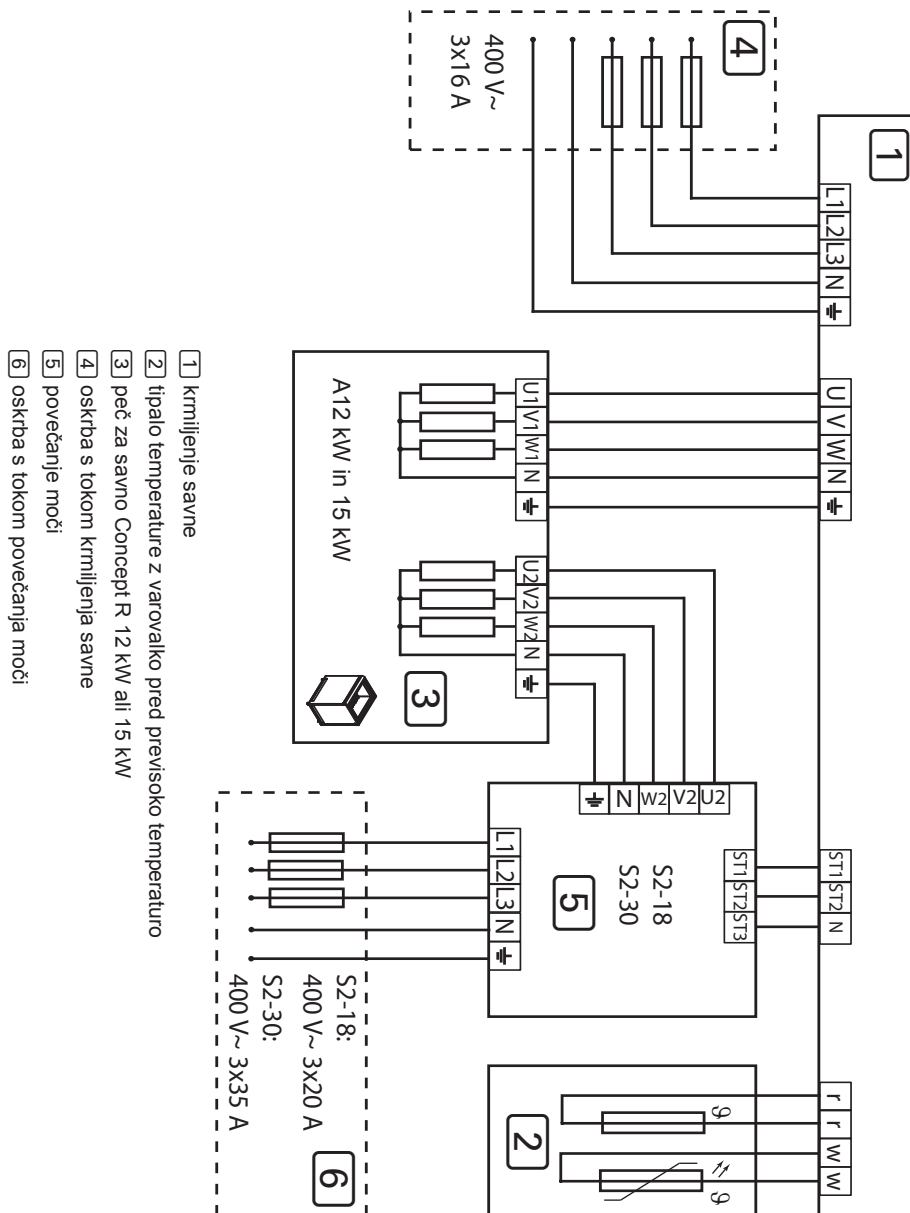 1
L1 L2 L3 N
U V W N
ST1 ST2 N
r r w w
4
400 V~
3x16 A
U1 V1 W1 N
U2 V2 W2 N
A12 kW in 15 kW
3
ST1 ST2 ST3
S2-18
S2-30
5
N W2 V2 U2
L1 L2 L3 N
ϑ
ϑ
2
S2-18:
400 V~ 3x20 A
S2-30:
400 V~ 3x35 A
6
1 krmiljenje savne
2 tipalo temperature z varovalko pred previsoko temperaturo
3 peč za savno Concept R 12 kW ali 15 kW
4 oskrba s tokom krmiljenja savne
5 povečanje moči
6 oskrba s tokom povečanja moči